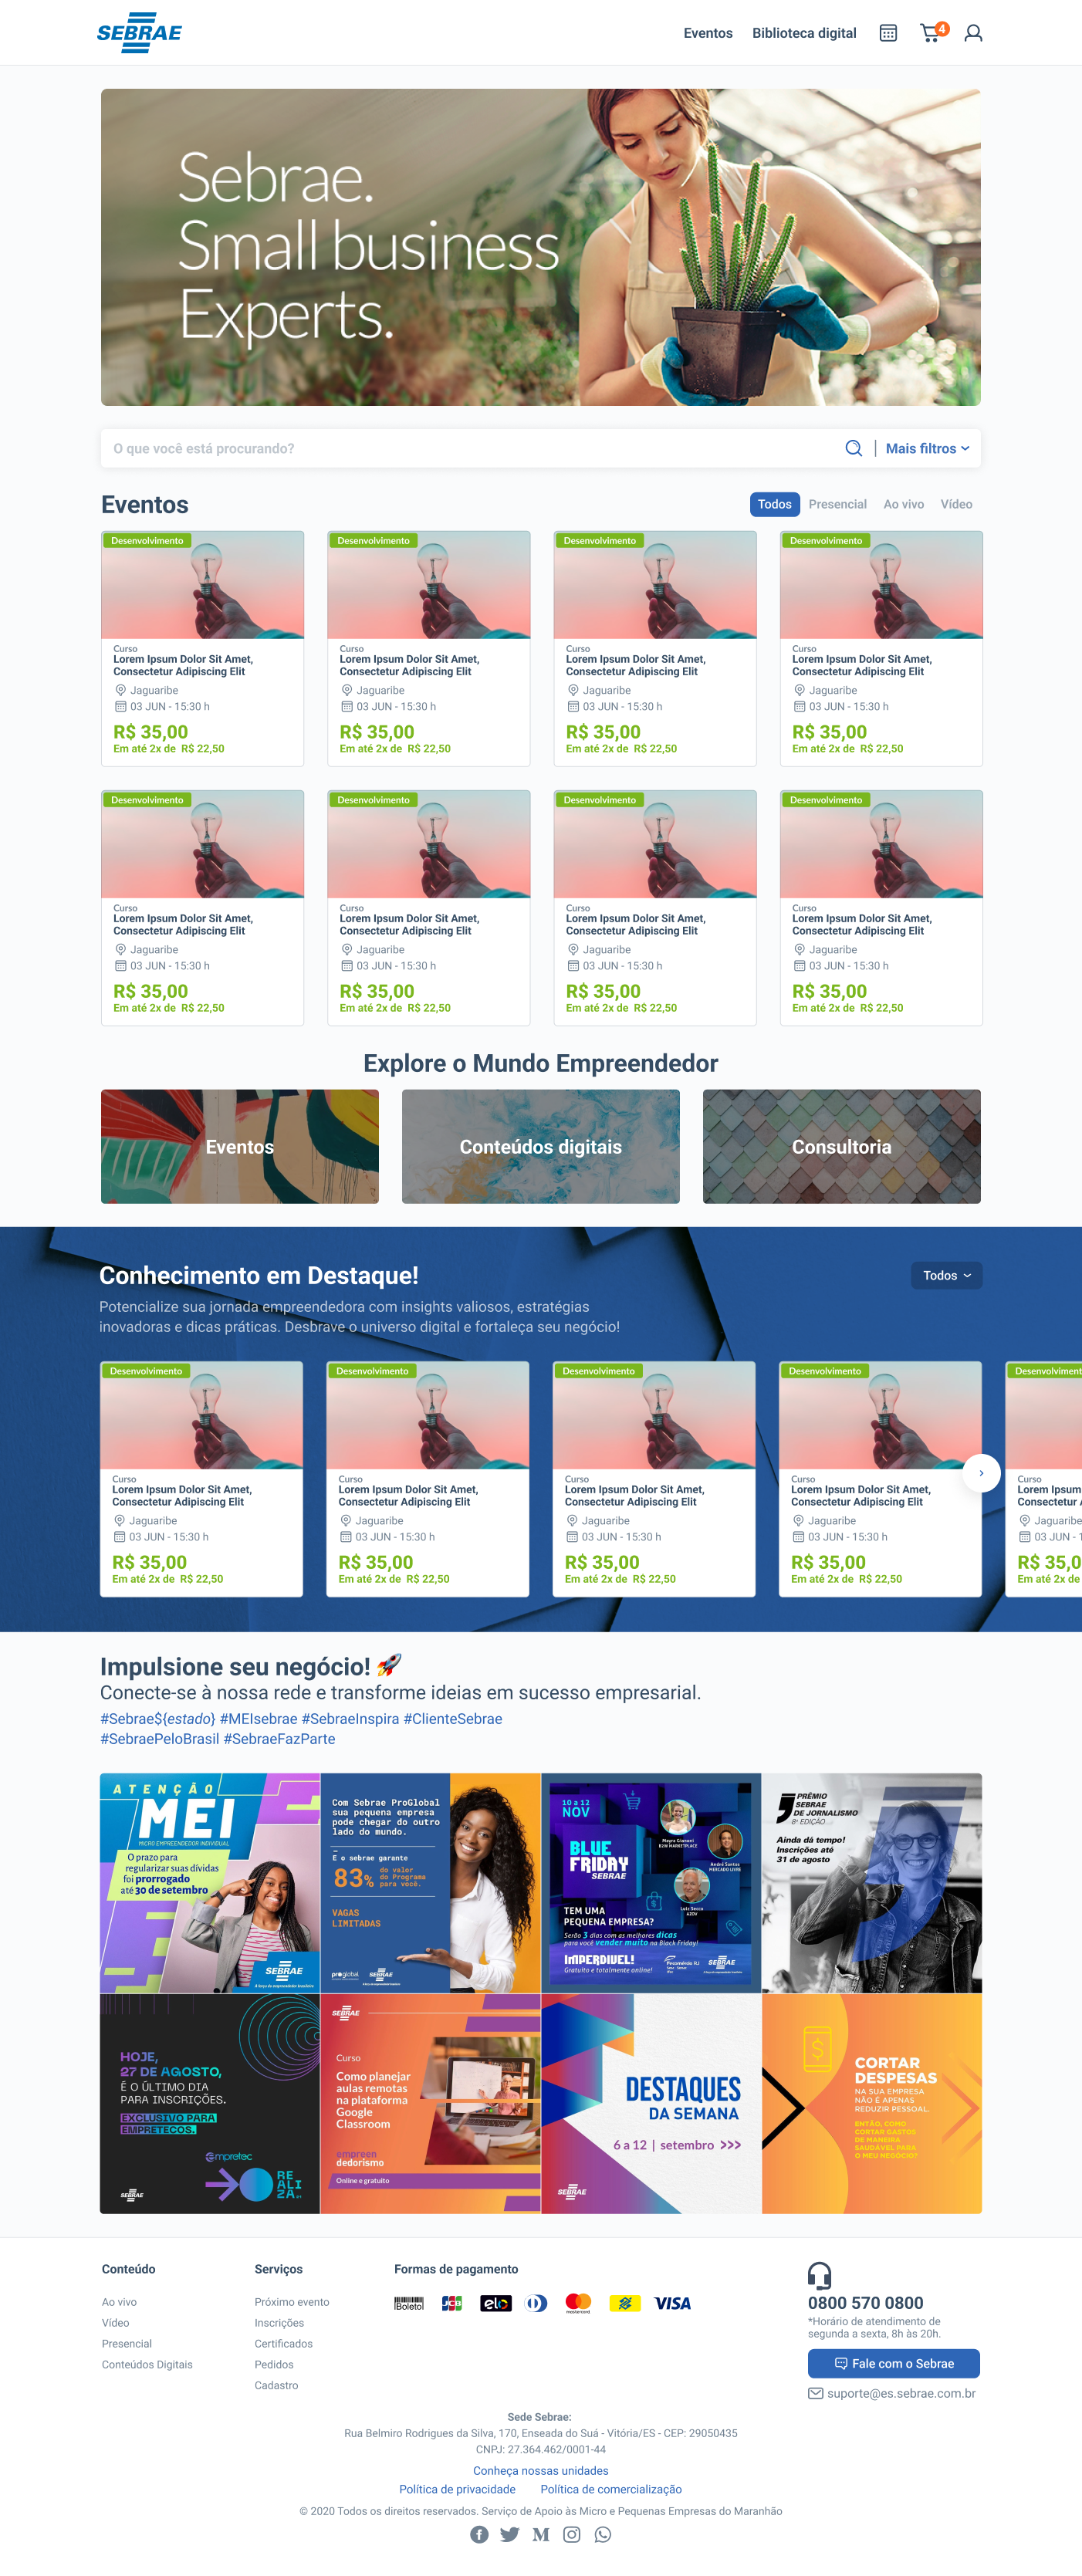 SEBRAE
Eventos
Biblioteca digital
4
Sebrae.
Small business
Experts.
O que você está procurando?
Mais filtros
Eventos
Todos
Presencial
Ao vivo
Vídeo
Desenvolvimento
Curso
Lorem Ipsum Dolor Sit Amet,
Consectetur Adipiscing Elit
Jaguaribe
03 JUN - 15:30 h
R$ 35,00
Em até 2x de R$ 22,50
Desenvolvimento
Curso
Lorem Ipsum Dolor Sit Amet,
Consectetur Adipiscing Elit
Jaguaribe
03 JUN - 15:30 h
R$ 35,00
Em até 2x de R$ 22,50
Desenvolvimento
Curso
Lorem Ipsum Dolor Sit Amet,
Consectetur Adipiscing Elit
Jaguaribe
03 JUN - 15:30 h
R$ 35,00
Em até 2x de R$ 22,50
Desenvolvimento
Curso
Lorem Ipsum Dolor Sit Amet,
Consectetur Adipiscing Elit
Jaguaribe
03 JUN - 15:30 h
R$ 35,00
Em até 2x de R$ 22,50
Desenvolvimento
Curso
Lorem Ipsum Dolor Sit Amet,
Consectetur Adipiscing Elit
Jaguaribe
03 JUN - 15:30 h
R$ 35,00
Em até 2x de R$ 22,50
Desenvolvimento
Curso
Lorem Ipsum Dolor Sit Amet,
Consectetur Adipiscing Elit
Jaguaribe
03 JUN - 15:30 h
R$ 35,00
Em até 2x de R$ 22,50
Desenvolvimento
Curso
Lorem Ipsum Dolor Sit Amet,
Consectetur Adipiscing Elit
Jaguaribe
03 JUN - 15:30 h
R$ 35,00
Em até 2x de R$ 22,50
Desenvolvimento
Curso
Lorem Ipsum Dolor Sit Amet,
Consectetur Adipiscing Elit
Jaguaribe
03 JUN - 15:30 h
R$ 35,00
Em até 2x de R$ 22,50
Explore o Mundo Empreendedor
Eventos
Conteúdos digitais
Consultoria
Conhecimento em Destaque!
Todos
Potencialize sua jornada empreendedora com insights valiosos, estratégias
inovadoras e dicas práticas. Desbrave o universo digital e fortaleça seu negócio!
Desenvolvimento
Curso
Lorem Ipsum Dolor Sit Amet,
Consectetur Adipiscing Elit
Jaguaribe
03 JUN - 15:30 h
R$ 35,00
Em até 2x de R$ 22,50
Desenvolvimento
Curso
Lorem Ipsum Dolor Sit Amet,
Consectetur Adipiscing Elit
Jaguaribe
03 JUN - 15:30 h
R$ 35,00
Em até 2x de R$ 22,50
Desenvolvimento
Curso
Lorem Ipsum Dolor Sit Amet,
Consectetur Adipiscing Elit
Jaguaribe
03 JUN - 15:30 h
R$ 35,00
Em até 2x de R$ 22,50
Desenvolvimento
Curso
Lorem Ipsum Dolor Sit Amet,
Consectetur Adipiscing Elit
Jaguaribe
03 JUN - 15:30 h
R$ 35,00
Em até 2x de R$ 22,50
Desenvolviment
Curso
Lorem Ipsum
Consectetur
Jaguaribe
03 JUN - 1
R$ 35,0
Em até 2x de
Impulsione seu negócio! 🚀
Conecte-se à nossa rede e transforme ideias em sucesso empresarial.
#Sebrae${estado} #MEIsebrae #SebraeInspira #ClienteSebrae
#SebraePeloBrasil #SebraeFazParte
ATENÇÃO
MEI
MICRO EMPREENDEDOR INDIVIDUAL
O prazo para
regularizar suas dívidas
foi prorrogado
até 30 de setembro
SEBRAE
A força do empreendedor brasileiro
Com Sebrae ProGlobal
sua pequena empresa
pode chegar do outro
lado do mundo.
E o sebrae garante
83%
do valor
do Programa
para você.
VAGAS
LIMITADAS
proglobal
SEBRAE
10 a 12
NOV
BLUE
FRIDAY
SEBRAE
Mayra Gianoni
B2W MARKETPLACE
André Santos
MERCADO LIVRE
Luiz Secco
TEM UMA
PEQUENA EMPRESA?
Serão 3 dias com as melhores dicas
para você vender muito na Black Friday!
IMPERDÍVEL!
Gratuito e totalmente online!
Fecomércio RJ
SEBRAE
PRÊMIO
SEBRAE
DE JORNALISMO
8ª EDIÇÃO
Ainda dá tempo!
Inscrições até
31 de agosto
HOJE,
27 DE AGOSTO,
É O ÚLTIMO DIA
PARA INSCRIÇÕES.
EXCLUSIVO PARA
EMPRETECOS.
Empretec
REALIZA
SEBRAE
SEBRAE
Curso
Como planejar
aulas remotas
na plataforma
Google
Classroom
empreen
dedorismo
Online e gratuito
DESTAQUES
DA SEMANA
6 a 12 | setembro >>>
SEBRAE
CORTAR
DESPESAS
NA SUA EMPRESA
NÃO É APENAS
REDUZIR PESSOAL.
ENTÃO, COMO
CORTAR GASTOS
DE MANEIRA
SAUDÁVEL PARA
O MEU NEGÓCIO?
Conteúdo
Ao vivo
Vídeo
Presencial
Conteúdos Digitais
Serviços
Próximo evento
Inscrições
Certificados
Pedidos
Cadastro
Formas de pagamento
Boleto
JCB
elo
mastercard
VISA
0800 570 0800
*Horário de atendimento de
segunda a sexta, 8h às 20h.
Fale com o Sebrae
suporte@es.sebrae.com.br
Sede Sebrae:
Rua Belmiro Rodrigues da Silva, 170, Enseada do Suá - Vitória/ES - CEP: 29050435
CNPJ: 27.364.462/0001-44
Conheça nossas unidades
Política de privacidade
Política de comercialização
© 2020 Todos os direitos reservados. Serviço de Apoio às Micro e Pequenas Empresas do Maranhão